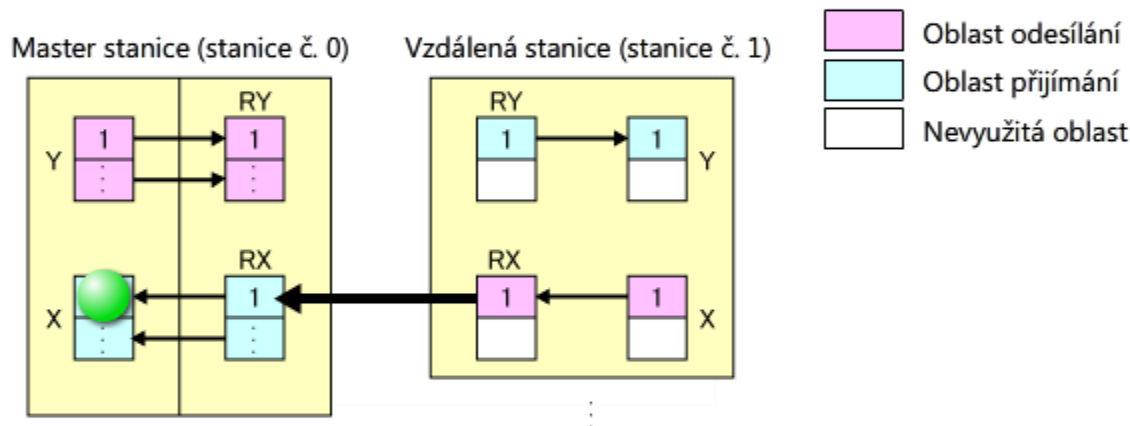 Master stanice (stanice č. 0)
Vzdálená stanice (stanice č. 1)
Oblast odesílání
Oblast přijímání
Nevyužitá oblast
RY
RY
Y
1
1
1
1
Y
⋮
⋮
RX
RX
X
1
1
1
X
⋮
⋮
⋮